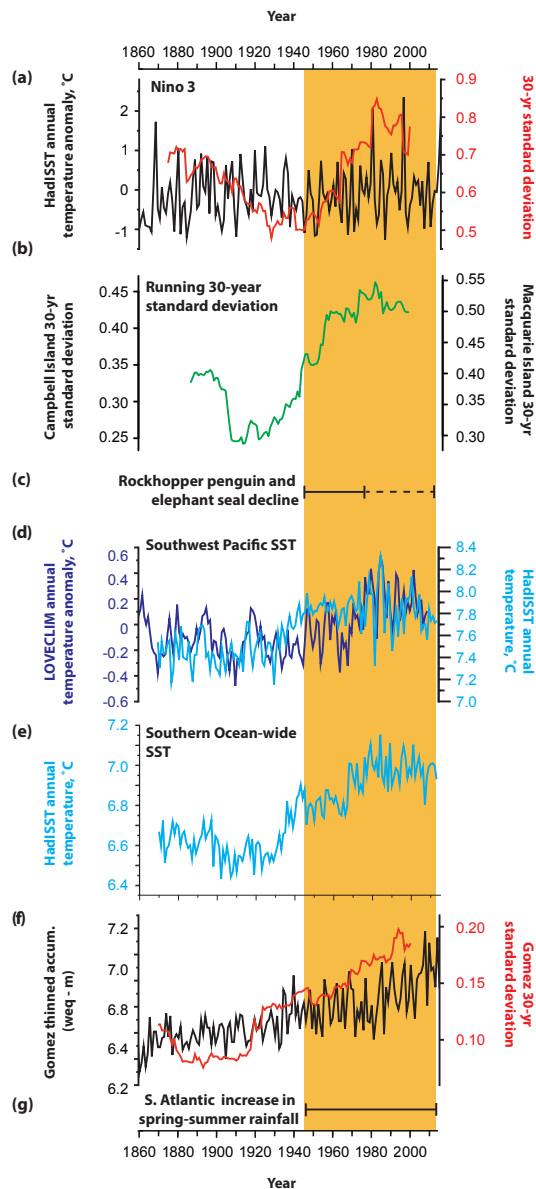 Year
1860 1880 1900 1920 1940 1960 1980 2000
(a)
Nino 3
HadISST annual
temperature anomaly, ˚C
2
1
0
-1
0.9
0.8
0.7
0.6
0.5
30-yr
standard deviation
(b)
Running 30-year
standard deviation
Campbell Island 30-yr
standard deviation
0.45
0.40
0.35
0.30
0.25
0.55
0.50
0.45
0.40
0.35
0.30
Macquarie Island 30-yr
standard deviation
(c)
Rockhopper penguin and
elephant seal decline
(d)
Southwest Pacific SST
LOVECLIM annual
temperature anomaly, ˚C
0.6
0.4
0.2
0
-0.2
-0.4
-0.6
8.4
8.2
8.0
7.8
7.6
7.4
7.2
7.0
HadISST annual
temperature, ˚C
(e)
Southern Ocean-wide
SST
HadISST annual
temperature, ˚C
7.2
7.0
6.8
6.6
6.4
(f)
Gomez thinned accum.
(weq - m)
7.2
7.0
6.8
6.4
6.2
0.20
0.15
0.10
Gomez 30-yr
standard deviation
(g)
S. Atlantic increase in
spring-summer rainfall
1860 1880 1900 1920 1940 1960 1980 2000
Year